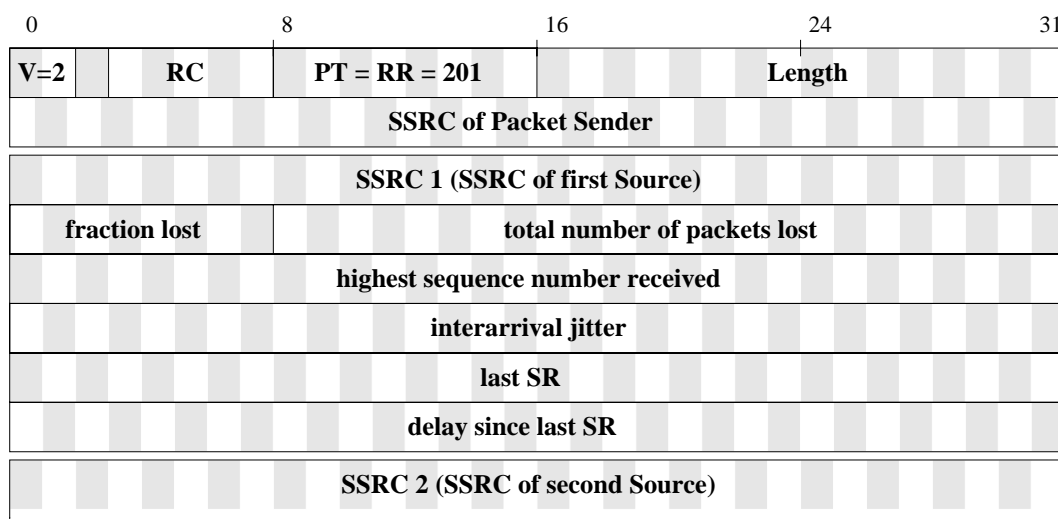 0 8 16 24 31
V=2 RC PT = RR = 201 Length
SSRC of Packet Sender
SSRC 1 (SSRC of first Source)
fraction lost total number of packets lost
highest sequence number received
interarrival jitter
last SR
delay since last SR
SSRC 2 (SSRC of second Source)